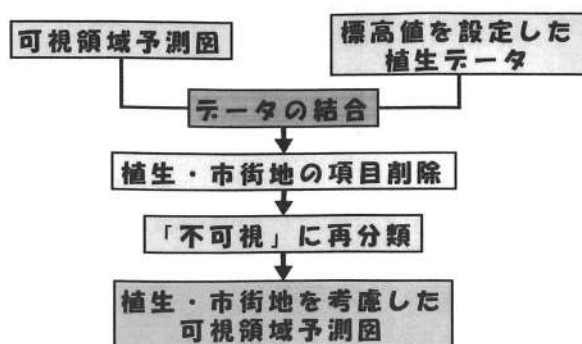 可視領域予測図
標高値を設定した
植生データ
データの結合
植生・市街地の項目削除
「不可視」に再分類
植生・市街地を考慮した
可視領域予測図